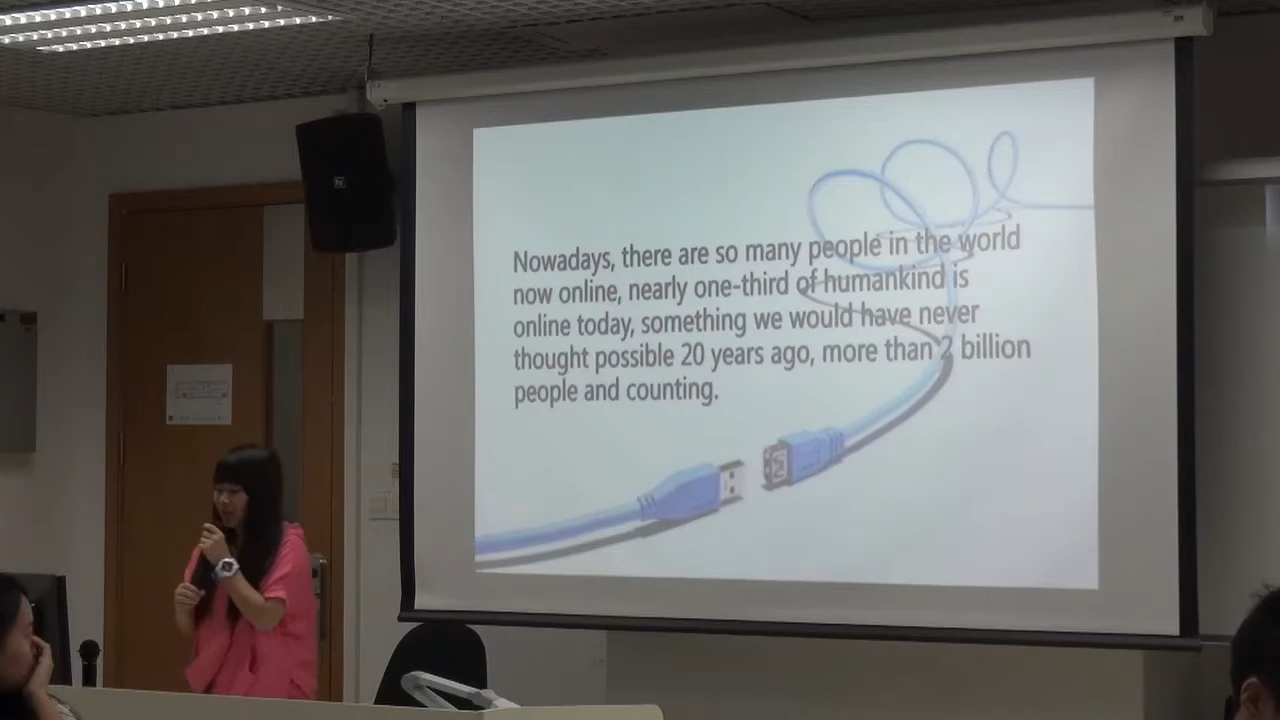 Nowadays, there are so many people in the world
now online, nearly one-third of humankind is
online today, something we would have never
thought possible 20 years ago, more than 2 billion
people and counting.